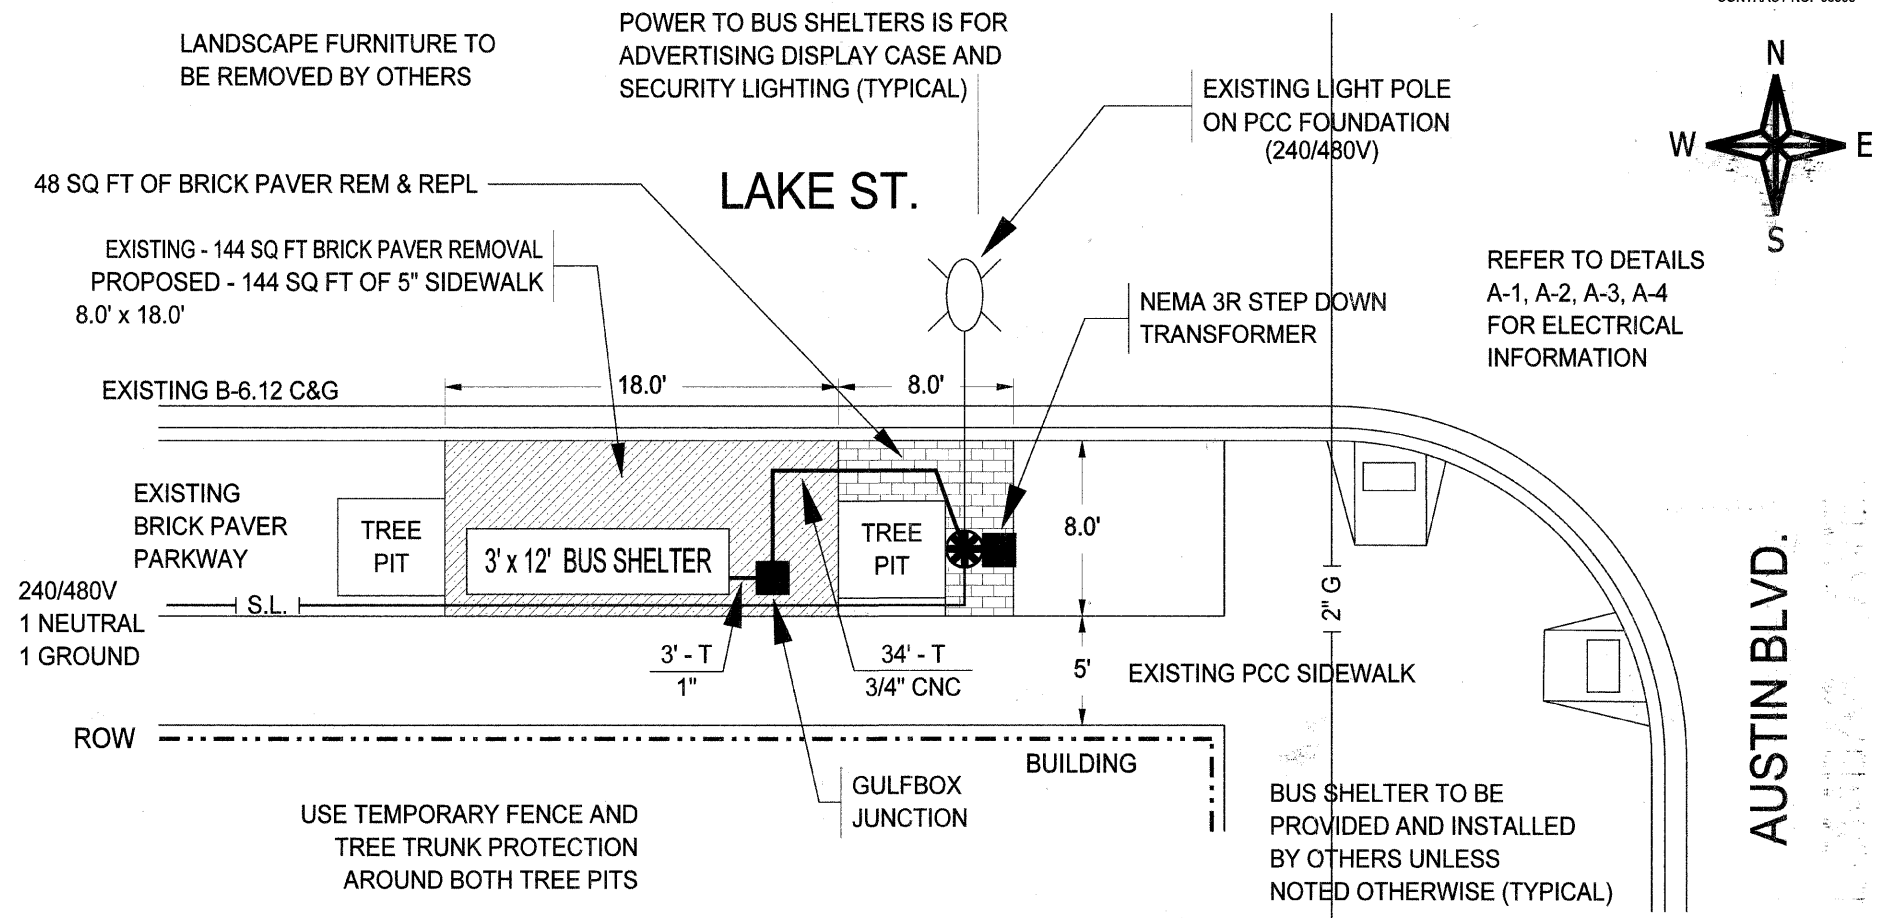 LANDSCAPE FURNITURE TO
BE REMOVED BY OTHERS
POWER TO BUS SHELTERS IS FOR
ADVERTISING DISPLAY CASE AND
SECURITY LIGHTING (TYPICAL)
EXISTING LIGHT POLE
ON PCC FOUNDATION
(240/480V)
N
W
E
S
48 SQ FT OF BRICK PAVER REM & REPL
LAKE ST.
EXISTING - 144 SQ FT BRICK PAVER REMOVAL
PROPOSED - 144 SQ FT OF 5" SIDEWALK
8.0' x 18.0'
NEMA 3R STEP DOWN
TRANSFORMER
REFER TO DETAILS
A-1, A-2, A-3, A-4
FOR ELECTRICAL
INFORMATION
EXISTING B-6.12 C&G
18.0'
8.0'
EXISTING
BRICK PAVER
PARKWAY
TREE
PIT
3' x 12' BUS SHELTER
TREE
PIT
8.0'
240/480V
1 NEUTRAL
1 GROUND
S.L.
2" G
3' - T
1"
34' - T
3/4" CNC
5'
EXISTING PCC SIDEWALK
AUSTIN BLVD.
ROW
BUILDING
GULFBOX
JUNCTION
USE TEMPORARY FENCE AND
TREE TRUNK PROTECTION
AROUND BOTH TREE PITS
BUS SHELTER TO BE
PROVIDED AND INSTALLED
BY OTHERS UNLESS
NOTED OTHERWISE (TYPICAL)